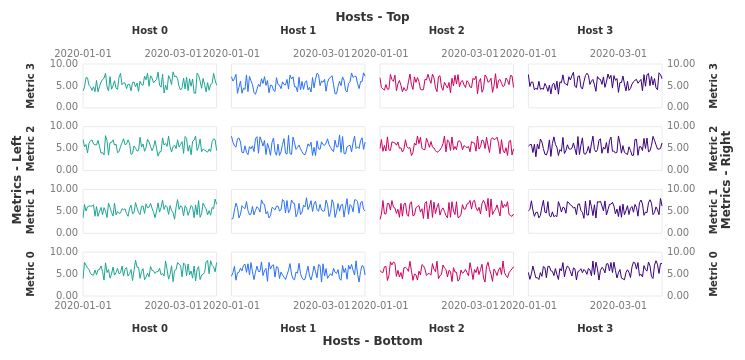 Hosts - Top
Host 0 Host 1 Host 2 Host 3
2020-01-01 2020-03-01 2020-01-01 2020-03-01 2020-01-01 2020-03-01 2020-01-01 2020-03-01
Metrics - Left
Metric 3 10.00 5.00 0.00 10.00 5.00 0.00 Metric 3
Metric 2 10.00 5.00 0.00 10.00 5.00 0.00 Metric 2
Metric 1 10.00 5.00 0.00 10.00 5.00 0.00 Metric 1
Metric 0 10.00 5.00 0.00 10.00 5.00 0.00 Metric 0
Metrics - Right
2020-01-01 2020-03-01 2020-01-01 2020-03-01 2020-01-01 2020-03-01 2020-01-01 2020-03-01
Host 0 Host 1 Host 2 Host 3
Hosts - Bottom